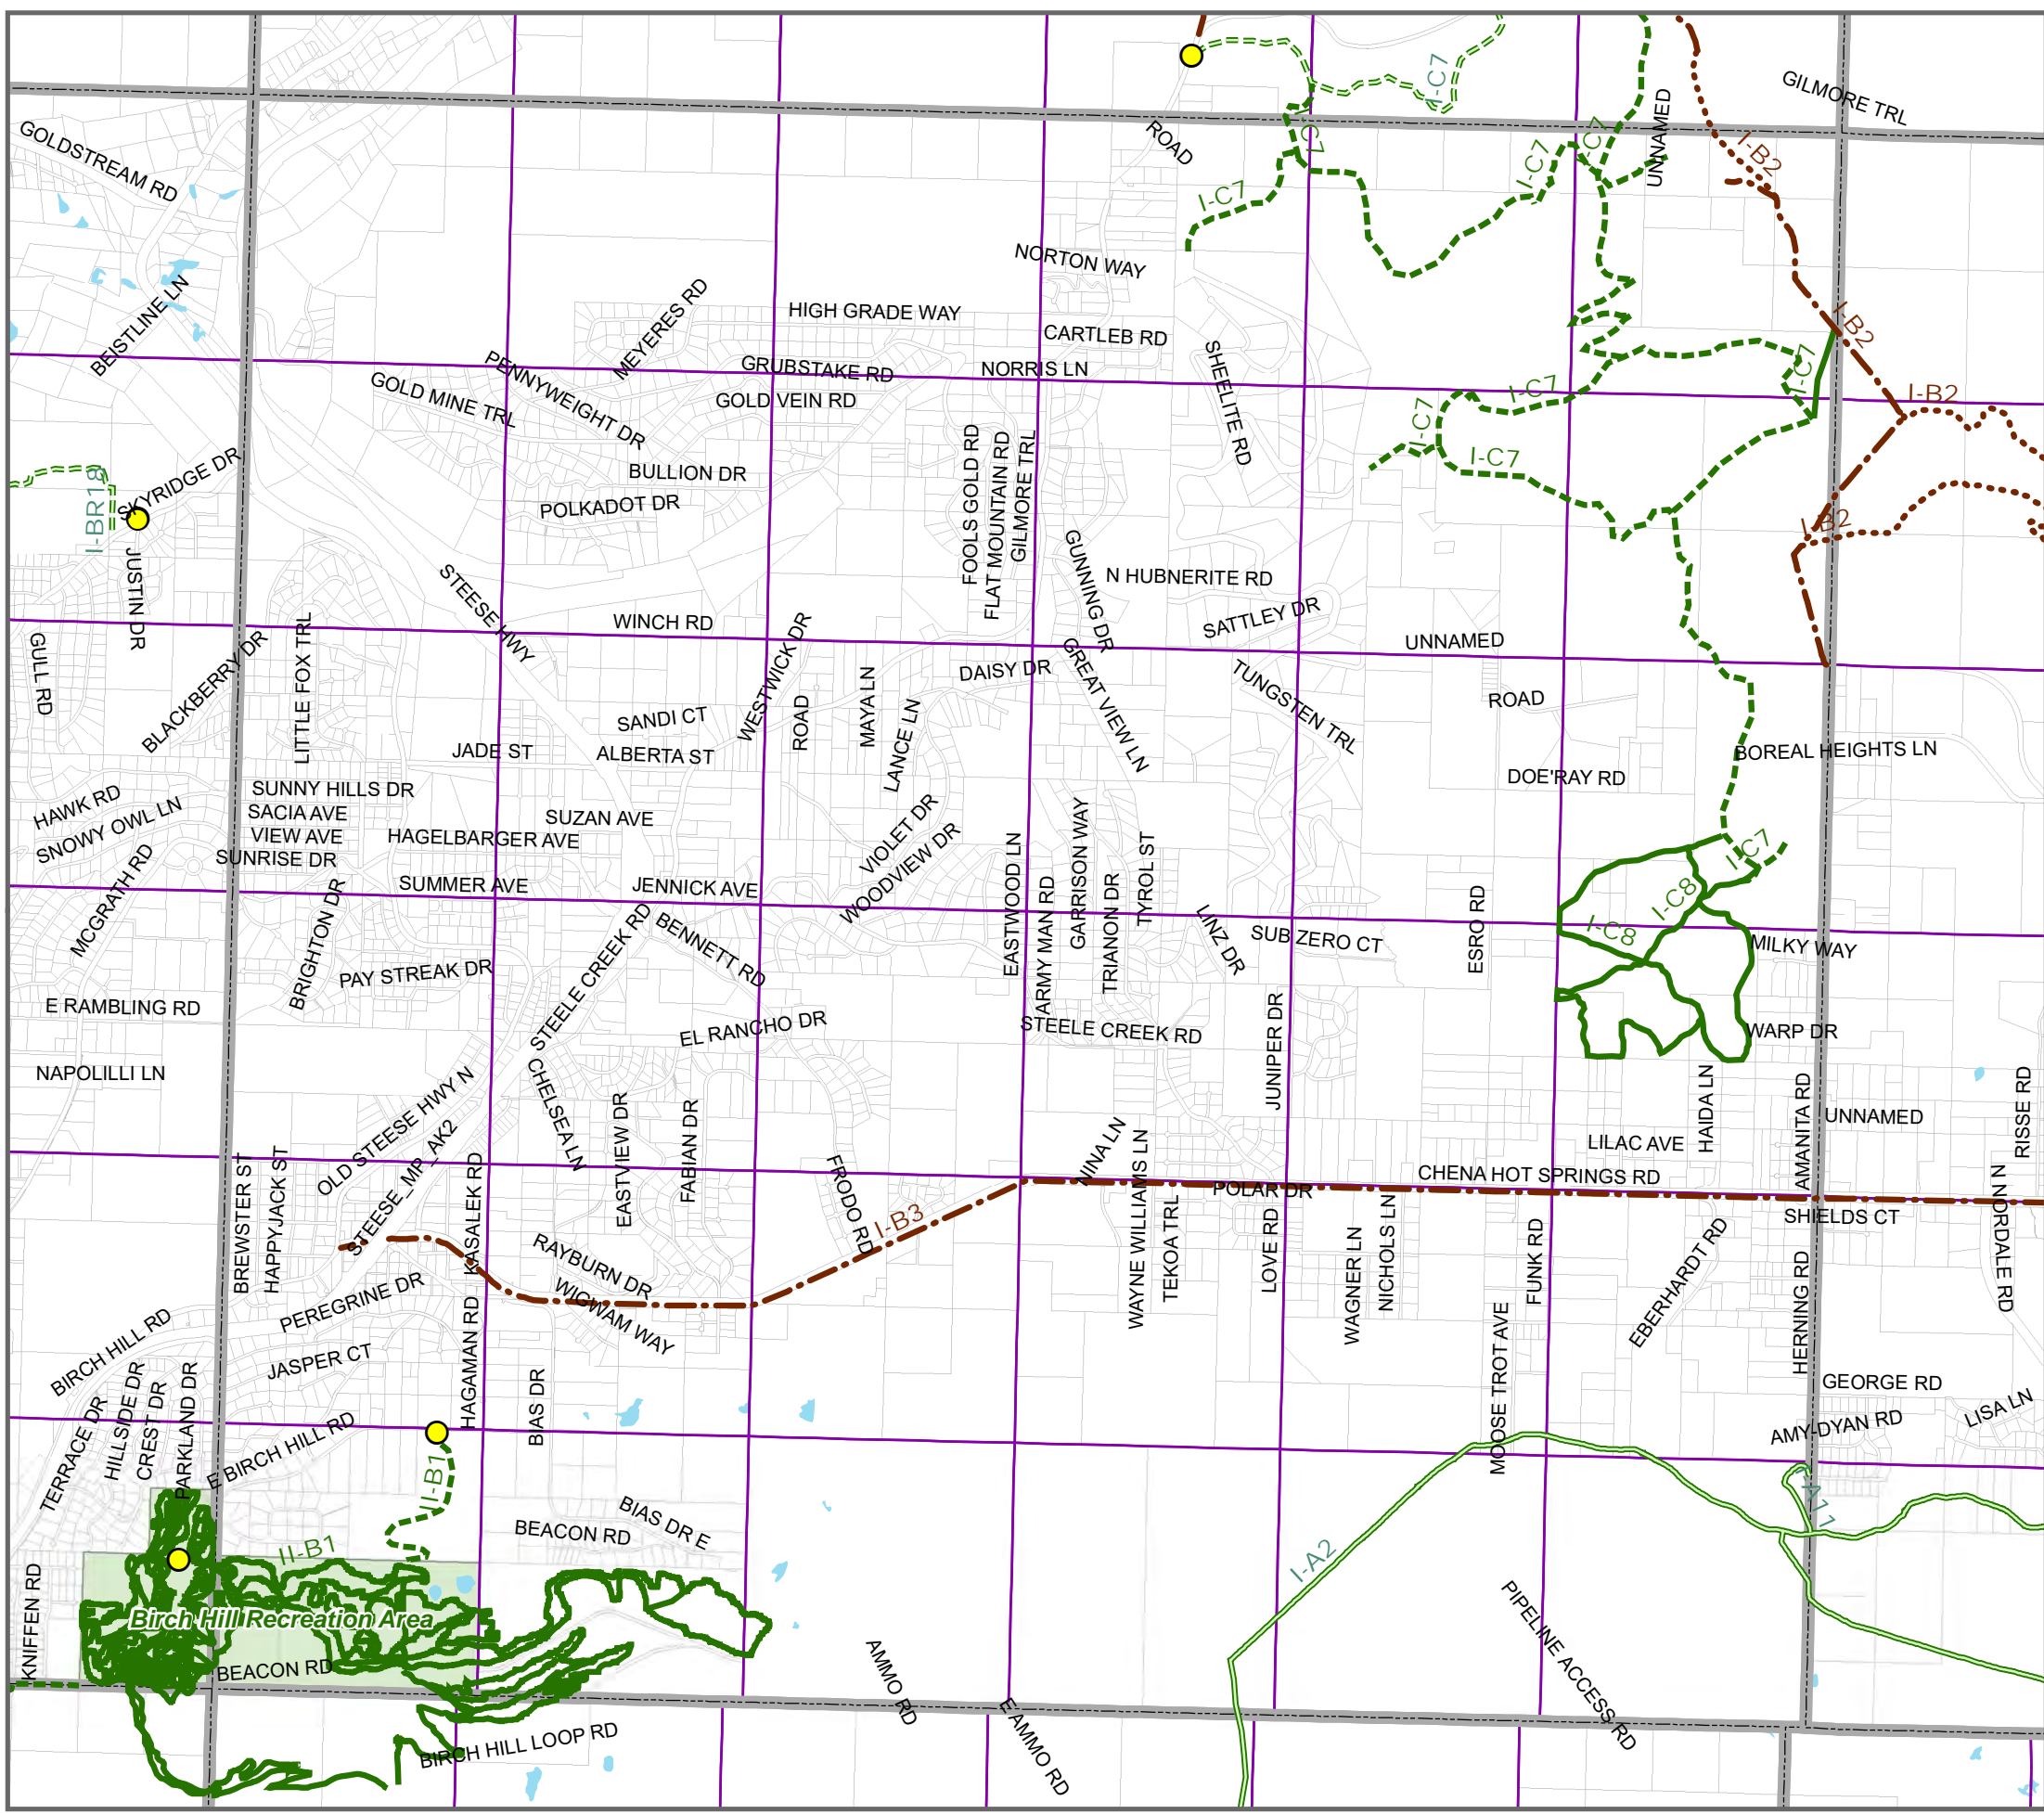 GILMORE TRL
I-C7
UNNAMED
GOLDSTREAM RD
ROAD
I-C7
I-C7
I-C7
I-B2
I-C7
NORTON WAY
BEISTLINE LN
MEYERES RD
HIGH GRADE WAY
CARTLEB RD
I-B2
PENNYWEIGHT DR
GRUBSTAKE RD
NORRIS LN
SHEELITE RD
I-C7
GOLD MINE TRL
GOLD VEIN RD
I-C7
I-B2
I-C7
SKYRIDGE DR
BULLION DR
I-C7
I-BR18
POLKADOT DR
FOOLS GOLD RD
FLAT MOUNTAIN RD
GILMORE TRL
I-B2
JUSTIN DR
STEESE HWY
GUNNING DR
N HUBNERITE RD
GULL RD
WINCH RD
SATTLEY DR
UNNAMED
BLACKBERRY DR
LITTLE FOX TRL
WESTWICK DR
DAISY DR
GREAT VIEW LN
TUNGSTEN TRL
ROAD
SANDI CT
ROAD
MAYA LN
LANCE LN
JADE ST
ALBERTA ST
BOREAL HEIGHTS LN
DOE'RAY RD
HAWK RD
SUNNY HILLS DR
SACIA AVE
SUZAN AVE
SNOWY OWL LN
VIEW AVE
HAGELBARGER AVE
VIOLET DR
WOODVIEW DR
SUNRISE DR
I-C7
MCGRATH RD
SUMMER AVE
JENNICK AVE
EASTWOOD LN
ARMY MAN RD
GARRISON WAY
TRIANON DR
TYROL ST
I-C8
BRIGHTON DR
BENNETT RD
LINZ DR
SUB ZERO CT
ESRO RD
I-C8
MILKY WAY
PAY STREAK DR
STEELE CREEK RD
E RAMBLING RD
EL RANCHO DR
STEELE CREEK RD
JUNIPER DR
WARP DR
NAPOLILLI LN
CHELSEA LN
OLD STEESE HWY N
EASTVIEW DR
FABIAN DR
HAIDA LN
AMANITA RD
UNNAMED
RISSE RD
STEESE_MP_AK2
NINA LN
LILAC AVE
BREWSTER ST
HAPPYJACK ST
KASALEK RD
FRODO RD
WAYNE WILLIAMS LN
CHENA HOT SPRINGS RD
POLAR DR
TEKOA TRL
I-B3
SHIELDS CT
N NORDALE RD
LOVE RD
WAGNER LN
NICHOLS LN
FUNK RD
EBERHARDT RD
HERNING RD
RAYBURN DR
WIGWAM WAY
PEREGRINE DR
BIRCH HILL RD
JASPER CT
HAGAMAN RD
MOOSE TROT AVE
HILLSIDE DR
CREST DR
PARKLAND DR
TERRACE DR
BIAS DR
GEORGE RD
LISA LN
AMY-DYAN RD
E BIRCH HILL RD
II-B1
BIAS DR E
BEACON RD
II-B1
I-A2
KNIFFEN RD
Birch Hill Recreation Area
PIPELINE ACCESS RD
BEACON RD
AMMO RD
E AMMO RD
BIRCH HILL LOOP RD